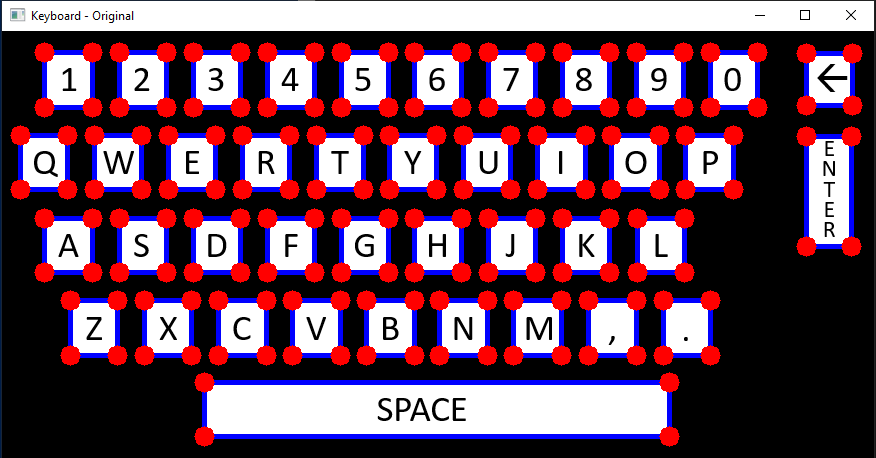 Keyboard - Original
1 2 3 4 5 6 7 8 9 0 ←
Q W E R T Y U I O P
ENTER
A S D F G H J K L
Z X C V B N M , .
SPACE